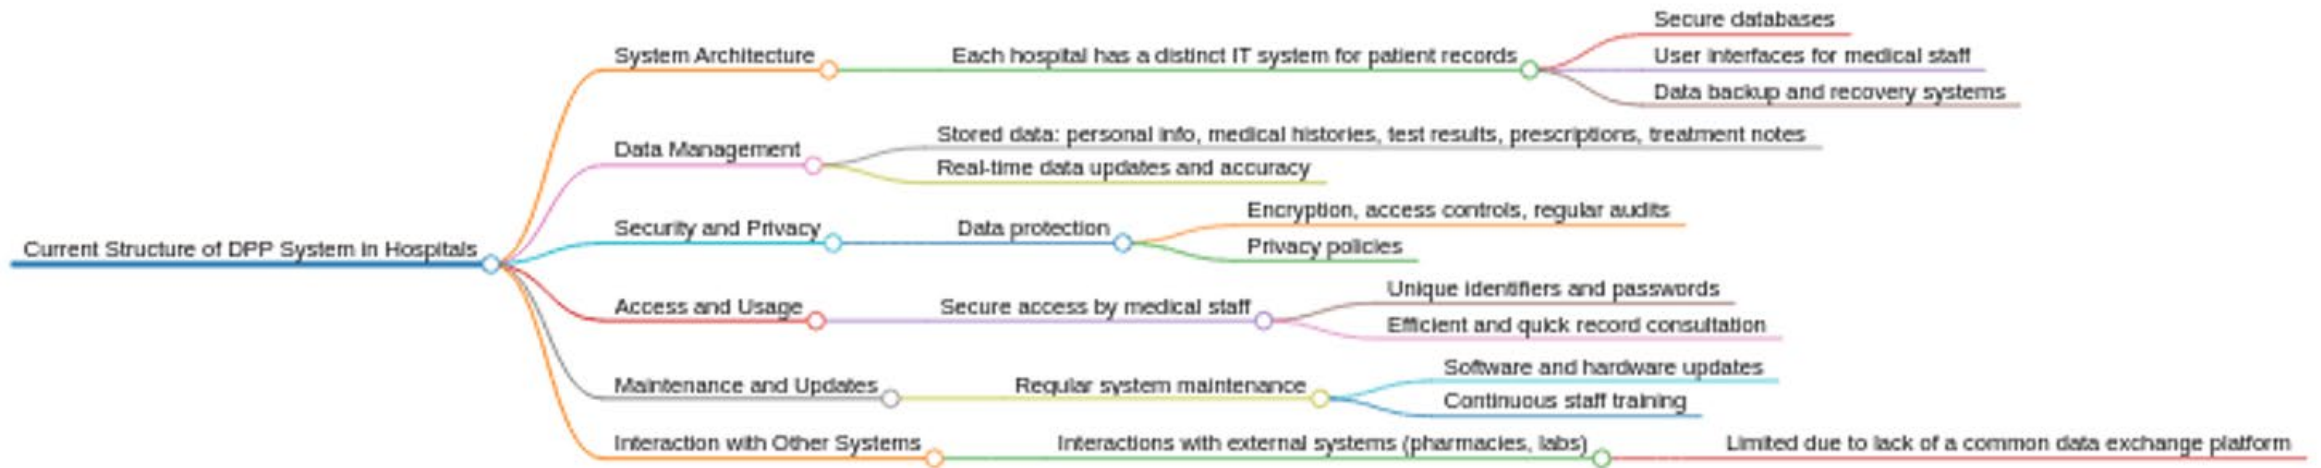 Current Structure of DPP System in Hospitals
System Architecture
Each hospital has a distinct IT system for patient records
Secure databases
User interfaces for medical staff
Data backup and recovery systems
Data Management
Stored data: personal info, medical histories, test results, prescriptions, treatment notes
Real-time data updates and accuracy
Security and Privacy
Data protection
Encryption, access controls, regular audits
Privacy policies
Access and Usage
Secure access by medical staff
Unique identifiers and passwords
Efficient and quick record consultation
Maintenance and Updates
Regular system maintenance
Software and hardware updates
Continuous staff training
Interaction with Other Systems
Interactions with external systems (pharmacies, labs)
Limited due to lack of a common data exchange platform